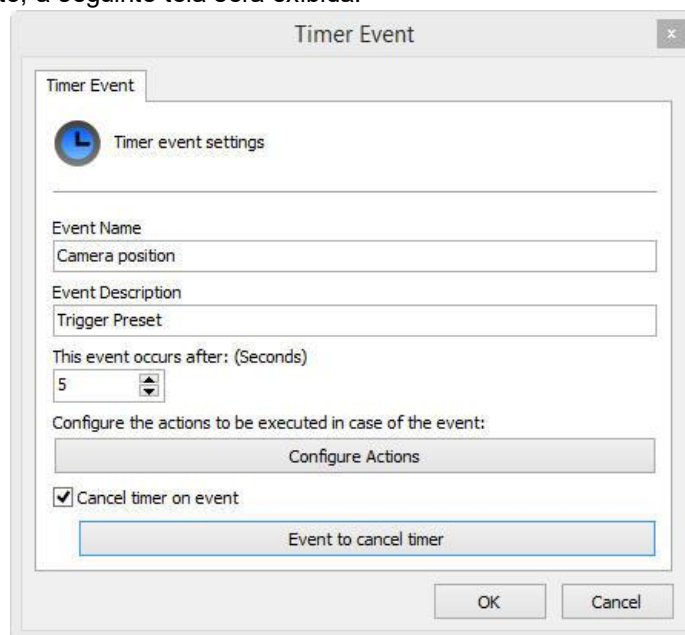 a seguinte tela será exibida:
Timer Event
x
Timer Event
Timer event settings
Event Name
Camera position
Event Description
Trigger Preset
This event occurs after: (Seconds)
5
Configure the actions to be executed in case of the event:
Configure Actions
Cancel timer on event
Event to cancel timer
OK
Cancel